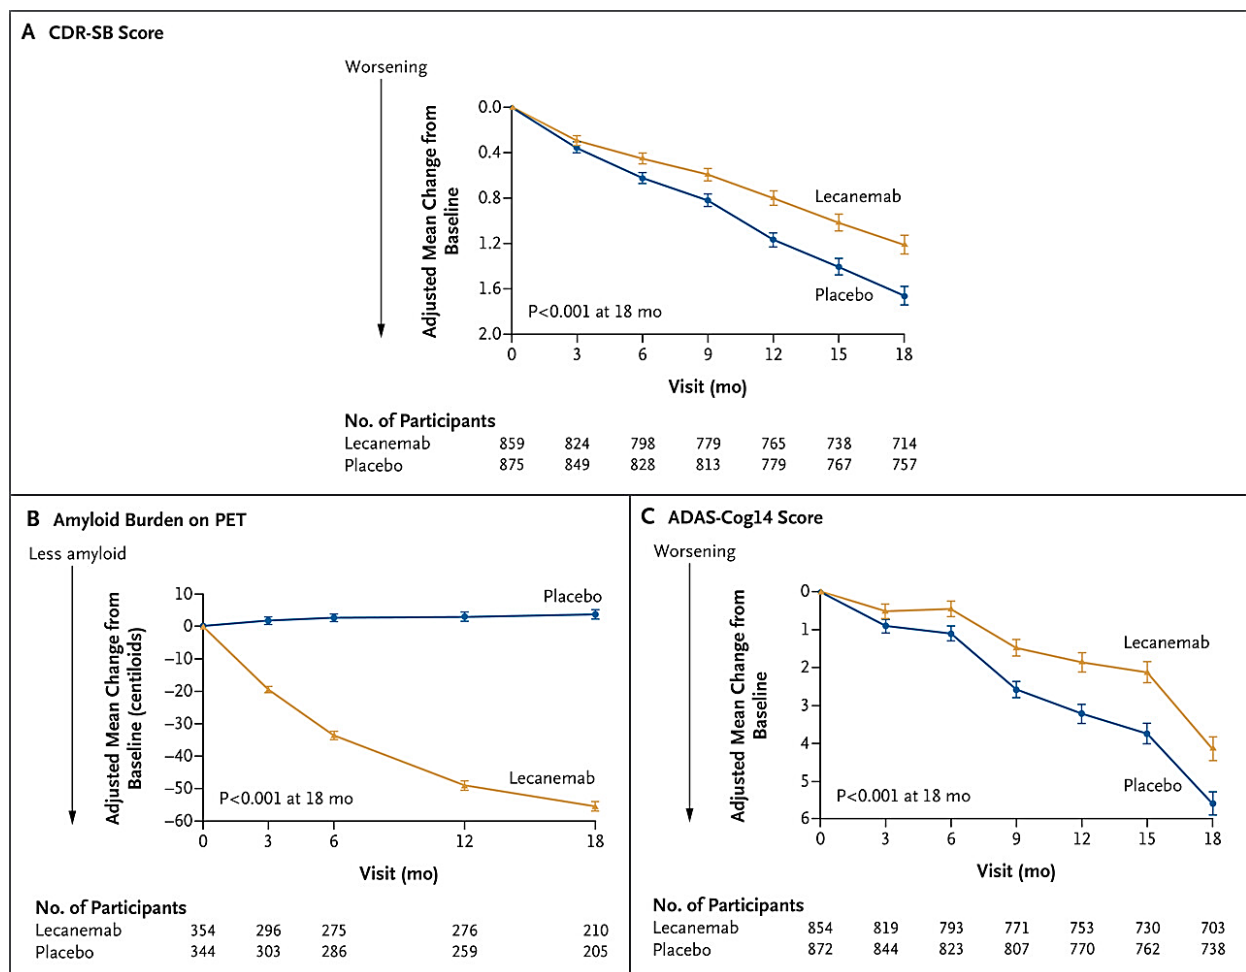 A CDR-SB Score
Worsening
Adjusted Mean Change from
Baseline
0.0
0.4
0.8
1.2
1.6
2.0
Lecanemab
Placebo
P<0.001 at 18 mo
0 3 6 9 12 15 18
Visit (mo)
No. of Participants
Lecanemab 859 824 798 779 765 738 714
Placebo 875 849 828 813 779 767 757
B Amyloid Burden on PET
Less amyloid
Adjusted Mean Change from
Baseline (centiloids)
10
0
−10
−20
−30
−40
−50
−60
Placebo
Lecanemab
P<0.001 at 18 mo
0 3 6 12 18
Visit (mo)
No. of Participants
Lecanemab 354 296 275 276 210
Placebo 344 303 286 259 205
C ADAS-Cog14 Score
Worsening
Adjusted Mean Change from
Baseline
0
1
2
3
4
5
6
Lecanemab
Placebo
P<0.001 at 18 mo
0 3 6 9 12 15 18
Visit (mo)
No. of Participants
Lecanemab 854 819 793 771 753 730 703
Placebo 872 844 823 807 770 762 738